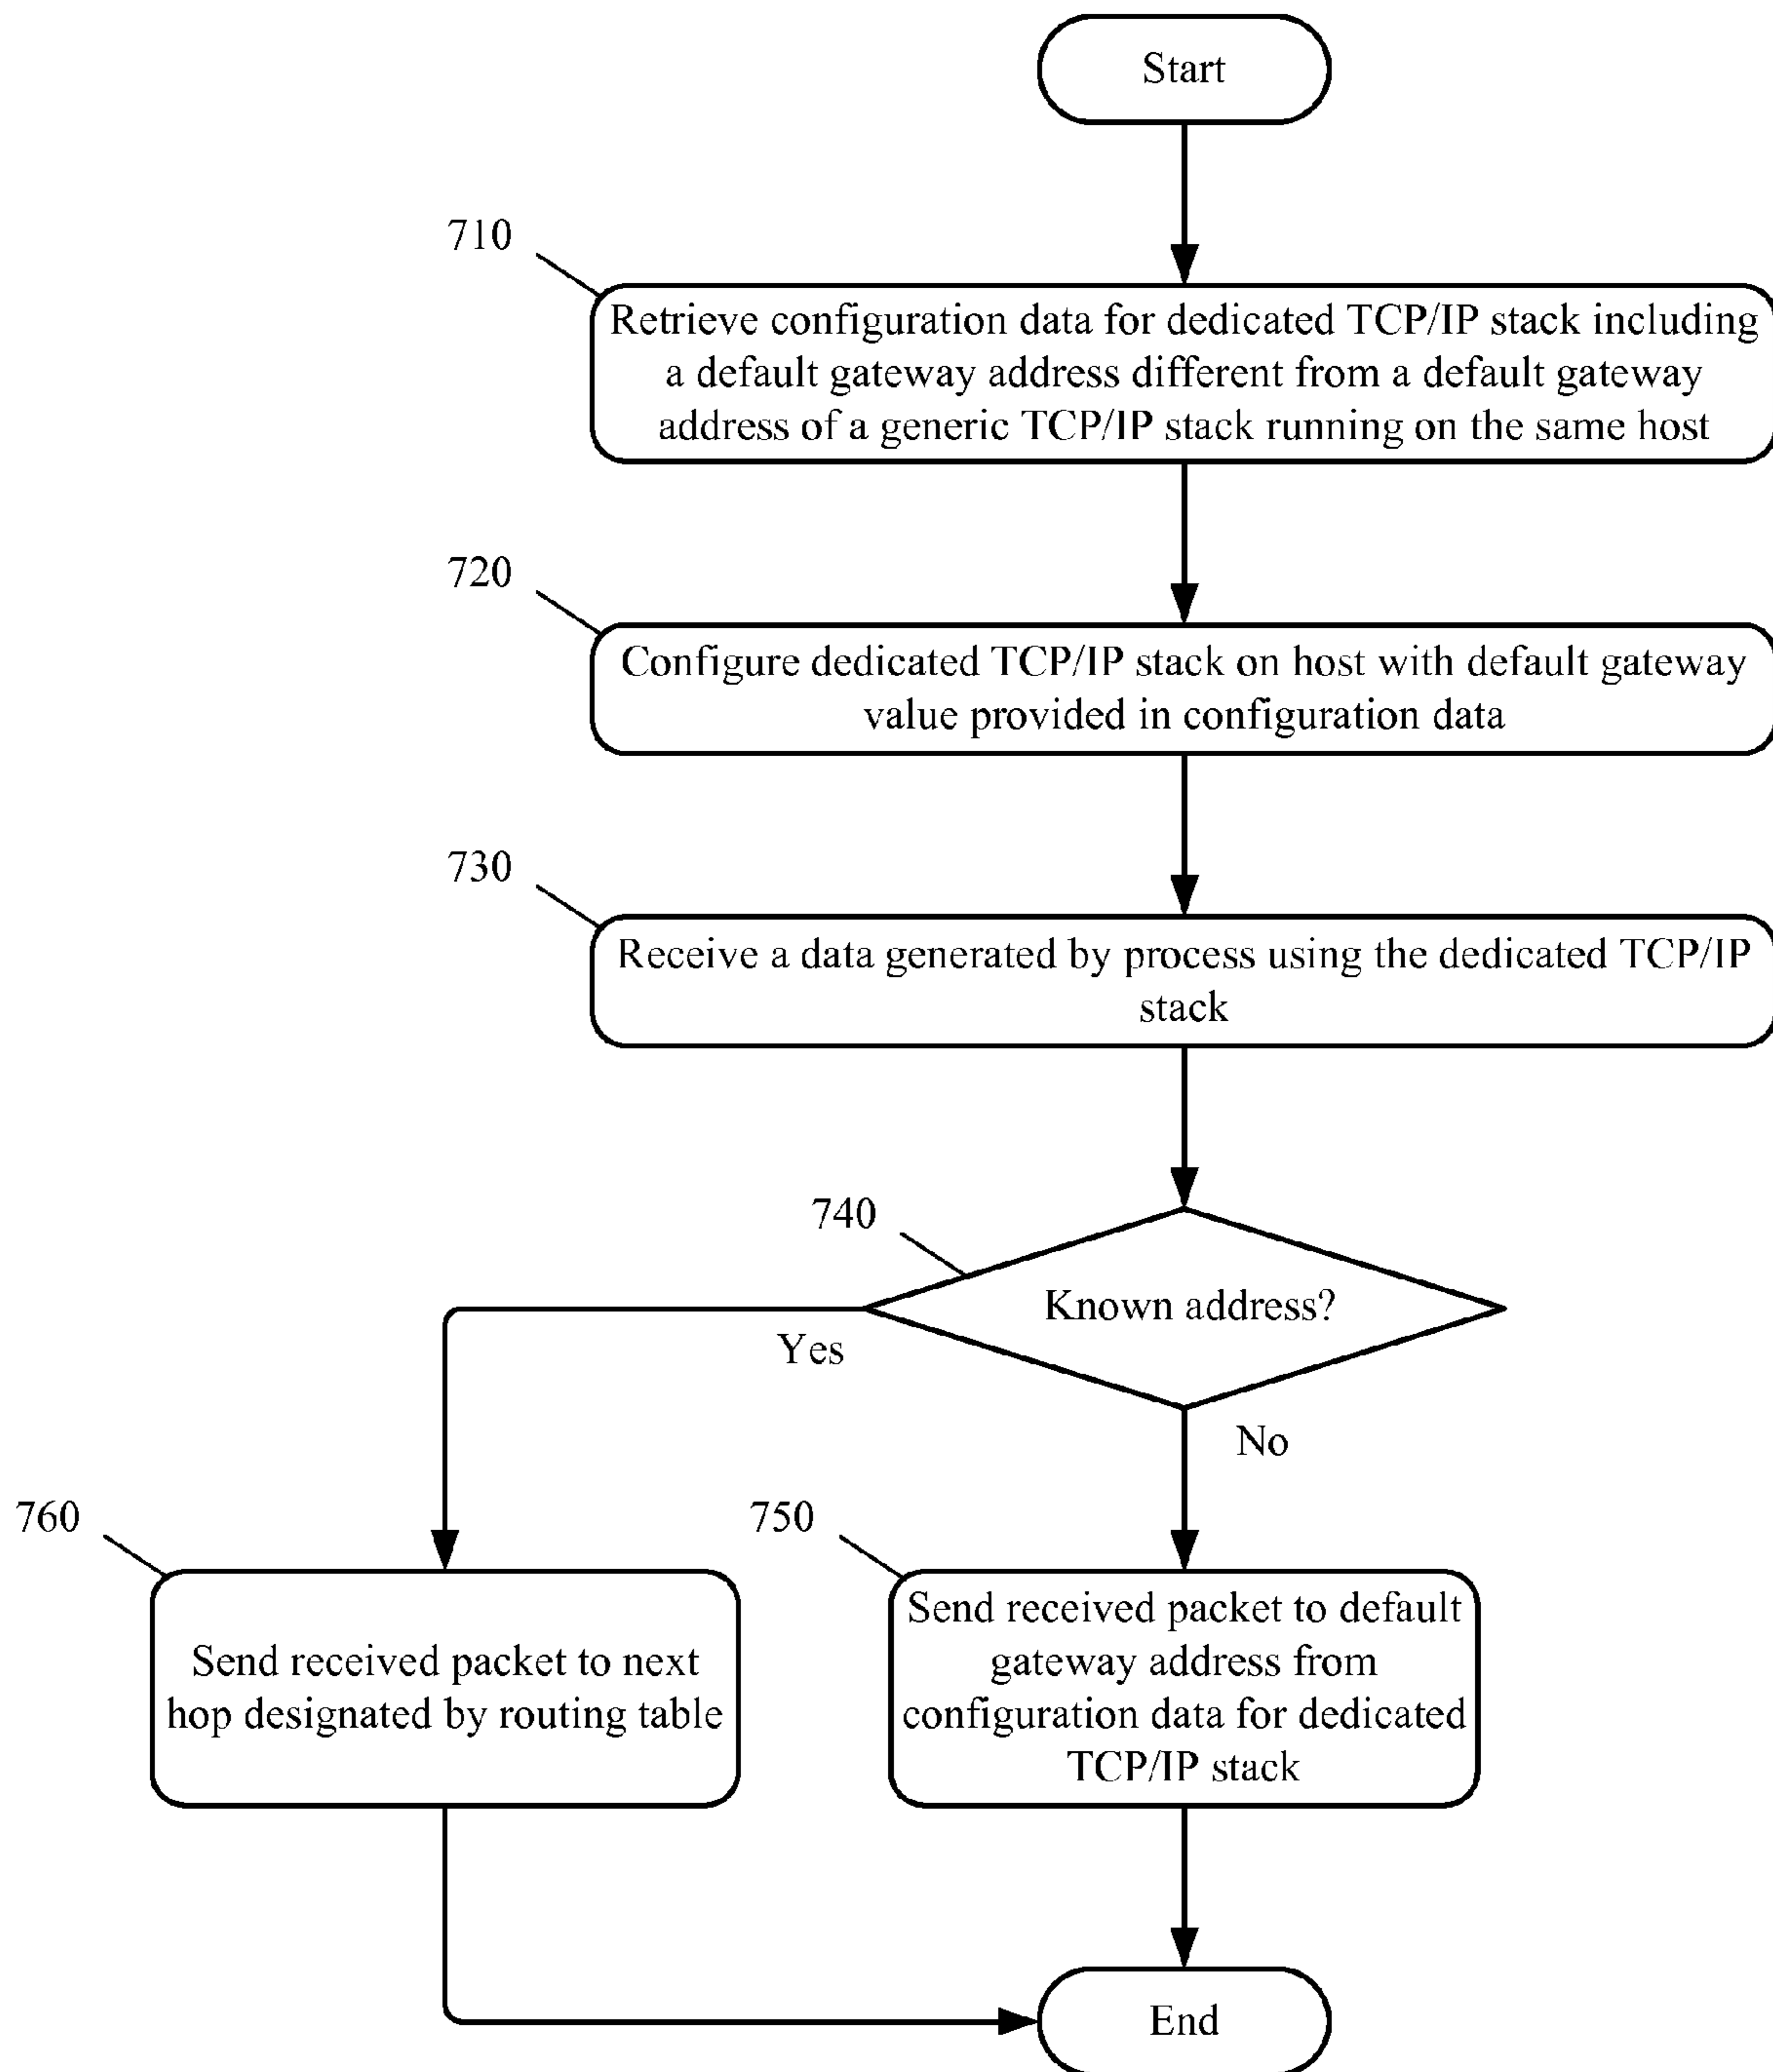 Start
710
Retrieve configuration data for dedicated TCP/IP stack including
a default gateway address different from a default gateway
address of a generic TCP/IP stack running on the same host
720
Configure dedicated TCP/IP stack on host with default gateway
value provided in configuration data
730
Receive a data generated by process using the dedicated TCP/IP
stack
740
Known address?
Yes
No
760
Send received packet to next
hop designated by routing table
750
Send received packet to default
gateway address from
configuration data for dedicated
TCP/IP stack
End